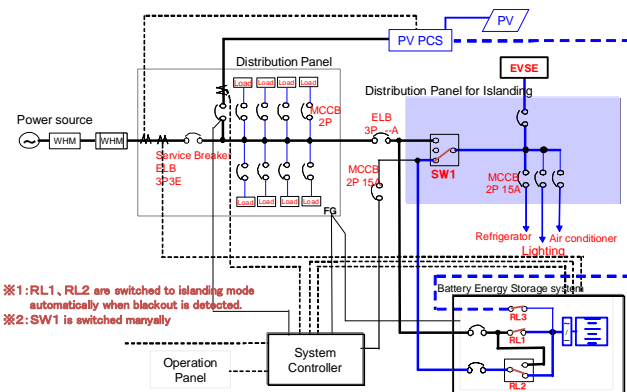 PV
PV PCS
Distribution Panel
EVSE
Load Load Load Load
Distribution Panel for Islanding
MCCB
2P
Power source
ELB
3P --A
WHM
WHM
Service Breaker
ELB
3P3E
SW1
MCCB
2P 15A
MCCB
2P 15A
Load Load Load Load
FG
Refrigerator
Air conditioner
Lighting
※1:RL1、RL2 are switched to islanding mode
automatically when blackout is detected.
※2:SW1 is switched manyally
Battery Energy Storage system
RL3
RL1
RL2
System
Controller
Operation
Panel